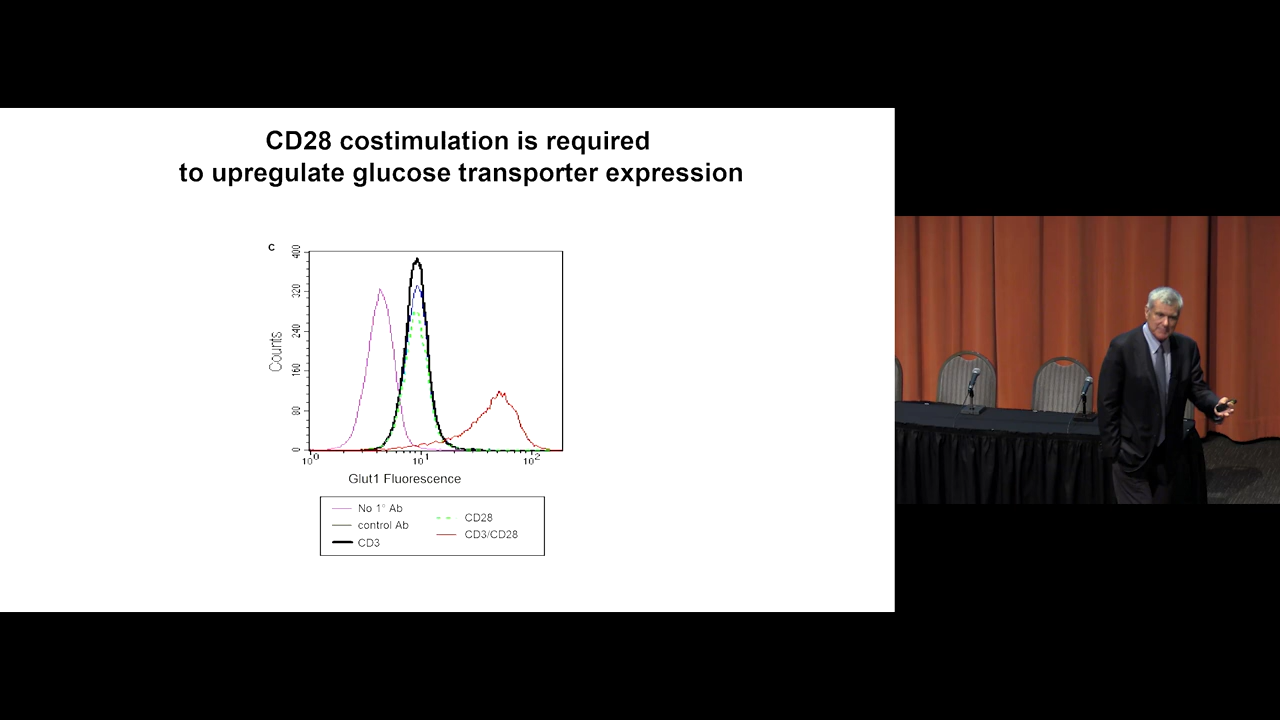 CD28 costimulation is required
to upregulate glucose transporter expression
C
400
320
240
160
80
0
Counts
10⁰
10¹
10²
Glut1 Fluorescence
No 1° Ab
control Ab
CD3
CD28
CD3/CD28